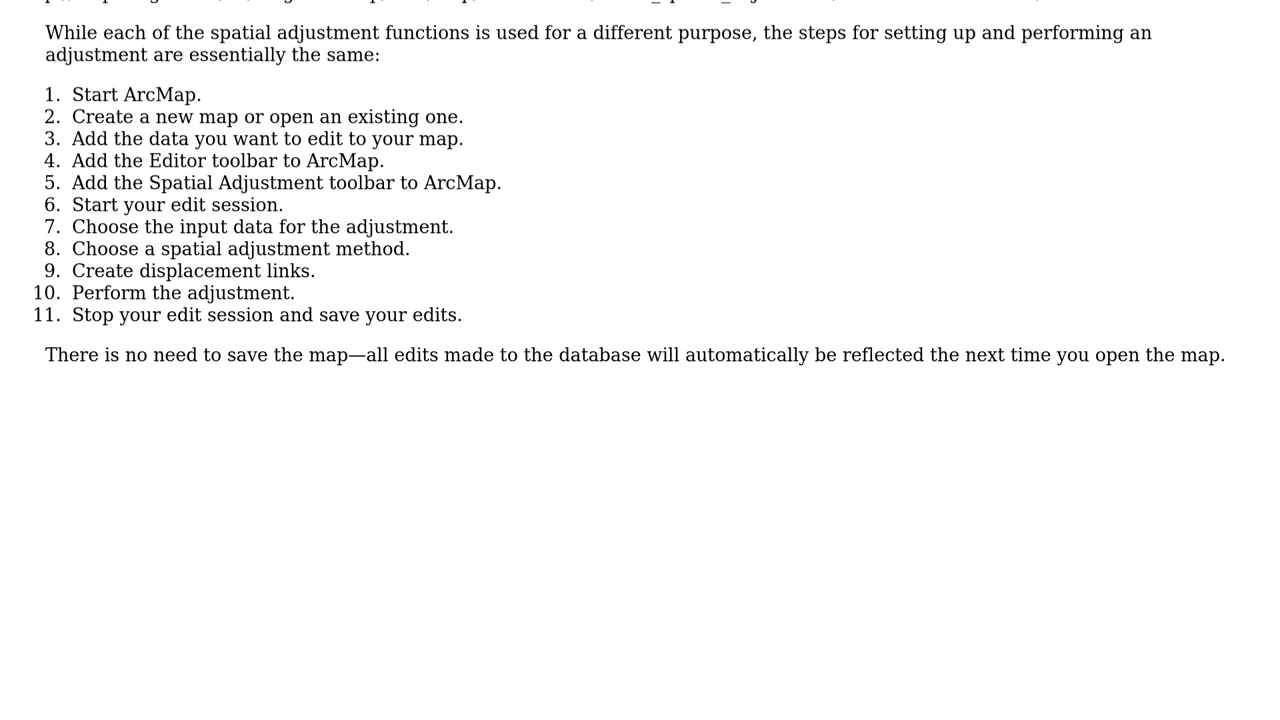 While each of the spatial adjustment functions is used for a different purpose, the steps for setting up and performing an
adjustment are essentially the same:
1. Start ArcMap.
2. Create a new map or open an existing one.
3. Add the data you want to edit to your map.
4. Add the Editor toolbar to ArcMap.
5. Add the Spatial Adjustment toolbar to ArcMap.
6. Start your edit session.
7. Choose the input data for the adjustment.
8. Choose a spatial adjustment method.
9. Create displacement links.
10. Perform the adjustment.
11. Stop your edit session and save your edits.
There is no need to save the map—all edits made to the database will automatically be reflected the next time you open the map.